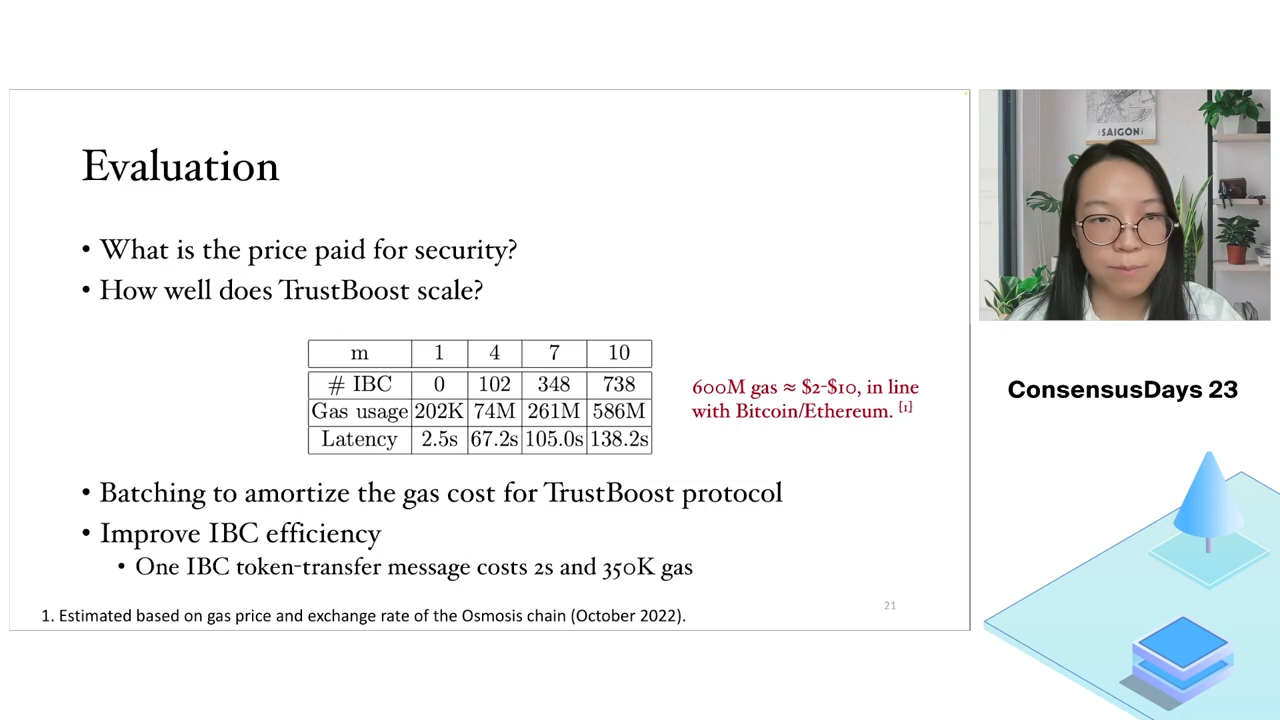 Evaluation
• What is the price paid for security?
• How well does TrustBoost scale?
m 1 4 7 10
# IBC 0 102 348 738
Gas usage 202K 74M 261M 586M
Latency 2.5s 67.2s 105.0s 138.2s
600M gas ≈ $2-$10, in line
with Bitcoin/Ethereum. [1]
• Batching to amortize the gas cost for TrustBoost protocol
• Improve IBC efficiency
• One IBC token-transfer message costs 2s and 350K gas
1. Estimated based on gas price and exchange rate of the Osmosis chain (October 2022).
21
SAIGON
ConsensusDays 23